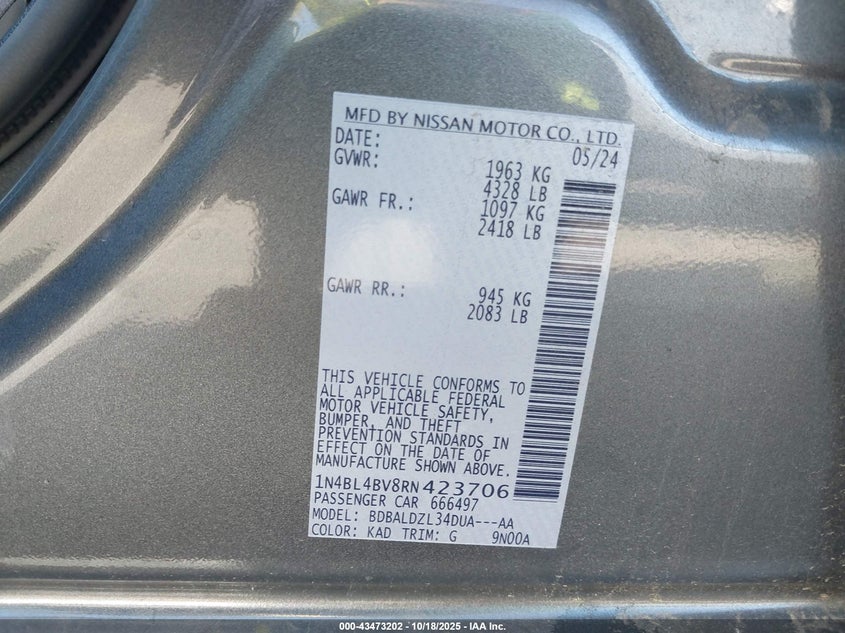 MFD BY NISSAN MOTOR CO., LTD.
DATE: 05/24
GVWR: 1963 KG
4328 LB
GAWR FR.: 1097 KG
2418 LB
GAWR RR.: 945 KG
2083 LB
THIS VEHICLE CONFORMS TO
ALL APPLICABLE FEDERAL
MOTOR VEHICLE SAFETY,
BUMPER, AND THEFT
PREVENTION STANDARDS IN
EFFECT ON THE DATE OF
MANUFACTURE SHOWN ABOVE.
1N4BL4BV8RN423706
PASSENGER CAR 666497
MODEL: BDBALDZL34DUA---AA
COLOR: KAD TRIM: G 9N00A
000-43473202 - 10/18/2025 - IAA Inc.